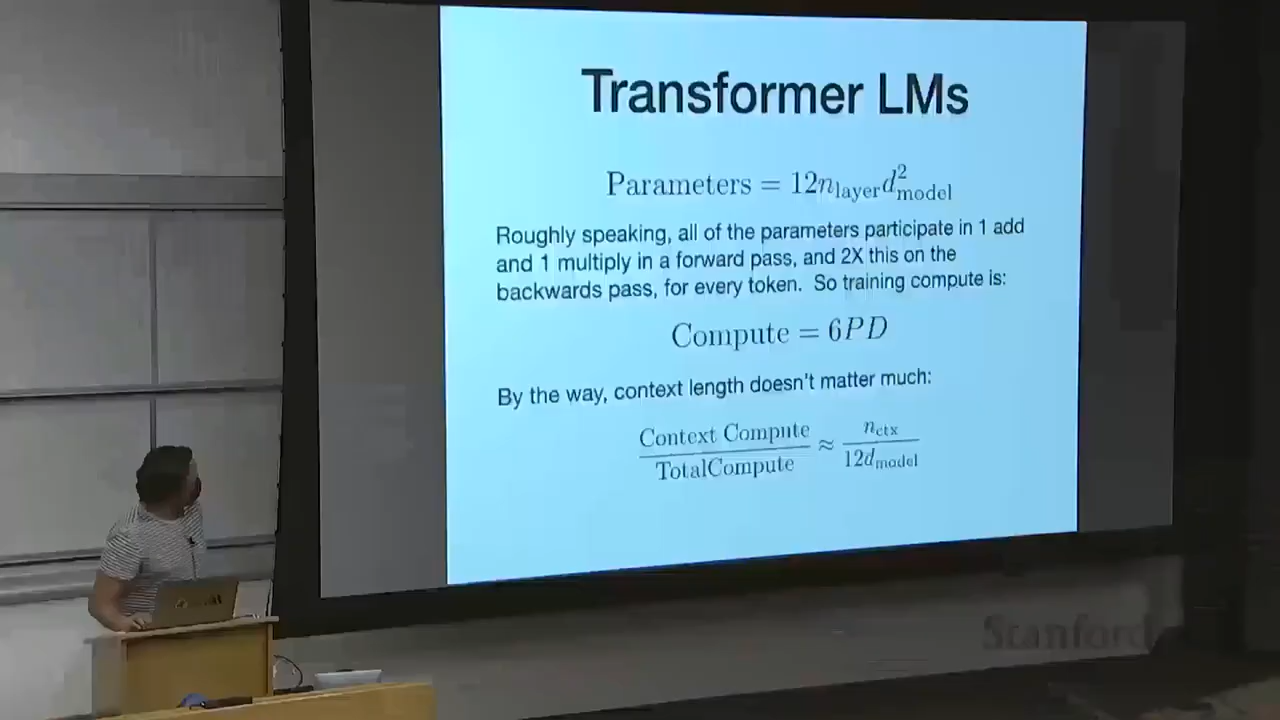 Transformer LMs
Parameters = 12n_layer d²_model
Roughly speaking, all of the parameters participate in 1 add
and 1 multiply in a forward pass, and 2X this on the
backwards pass, for every token. So training compute is:
Compute = 6PD
By the way, context length doesn't matter much:
Context Compute / TotalCompute ≈ n_ctx / 12d_model
Stanford